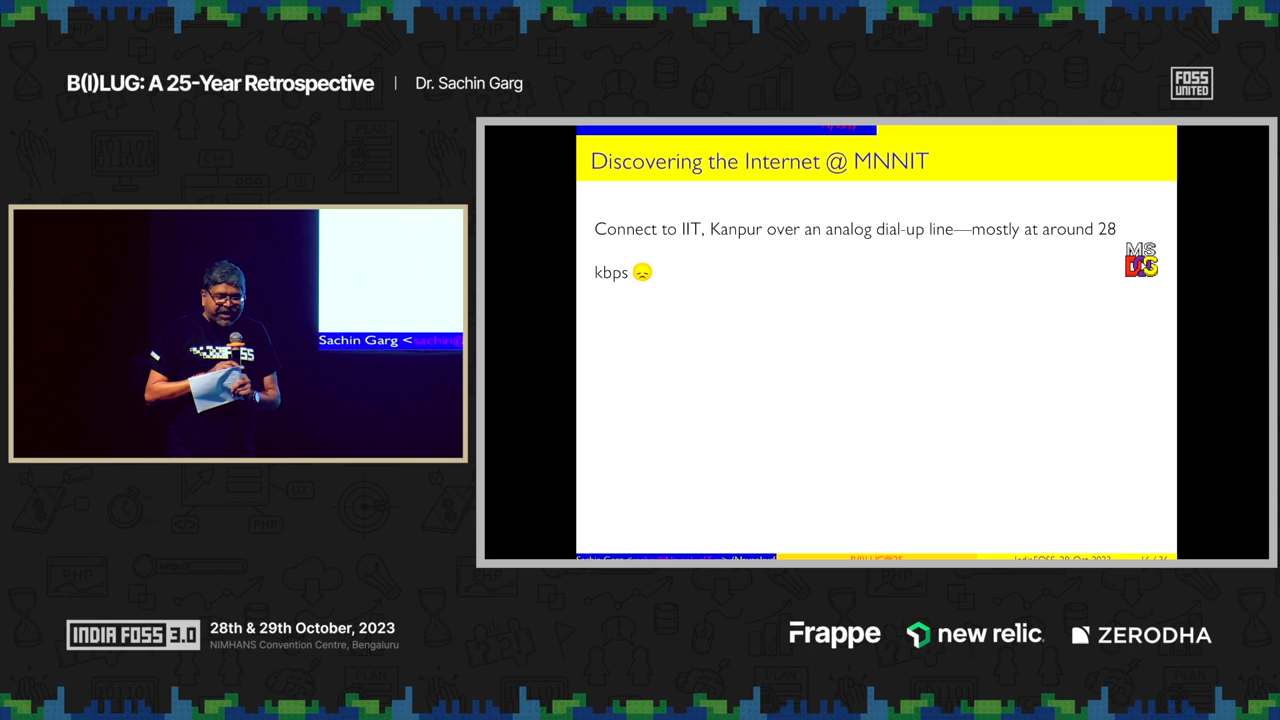 B(I)LUG: A 25-Year Retrospective | Dr. Sachin Garg
FOSS
UNITED
Discovering the Internet @ MNNIT
Connect to IIT, Kanpur over an analog dial-up line—mostly at around 28
kbps 😞
MS
DOS
Sachin Garg <
INDIA FOSS 3.0
28th & 29th October, 2023
NIMHANS Convention Centre, Bengaluru
Frappe
new relic
ZERODHA